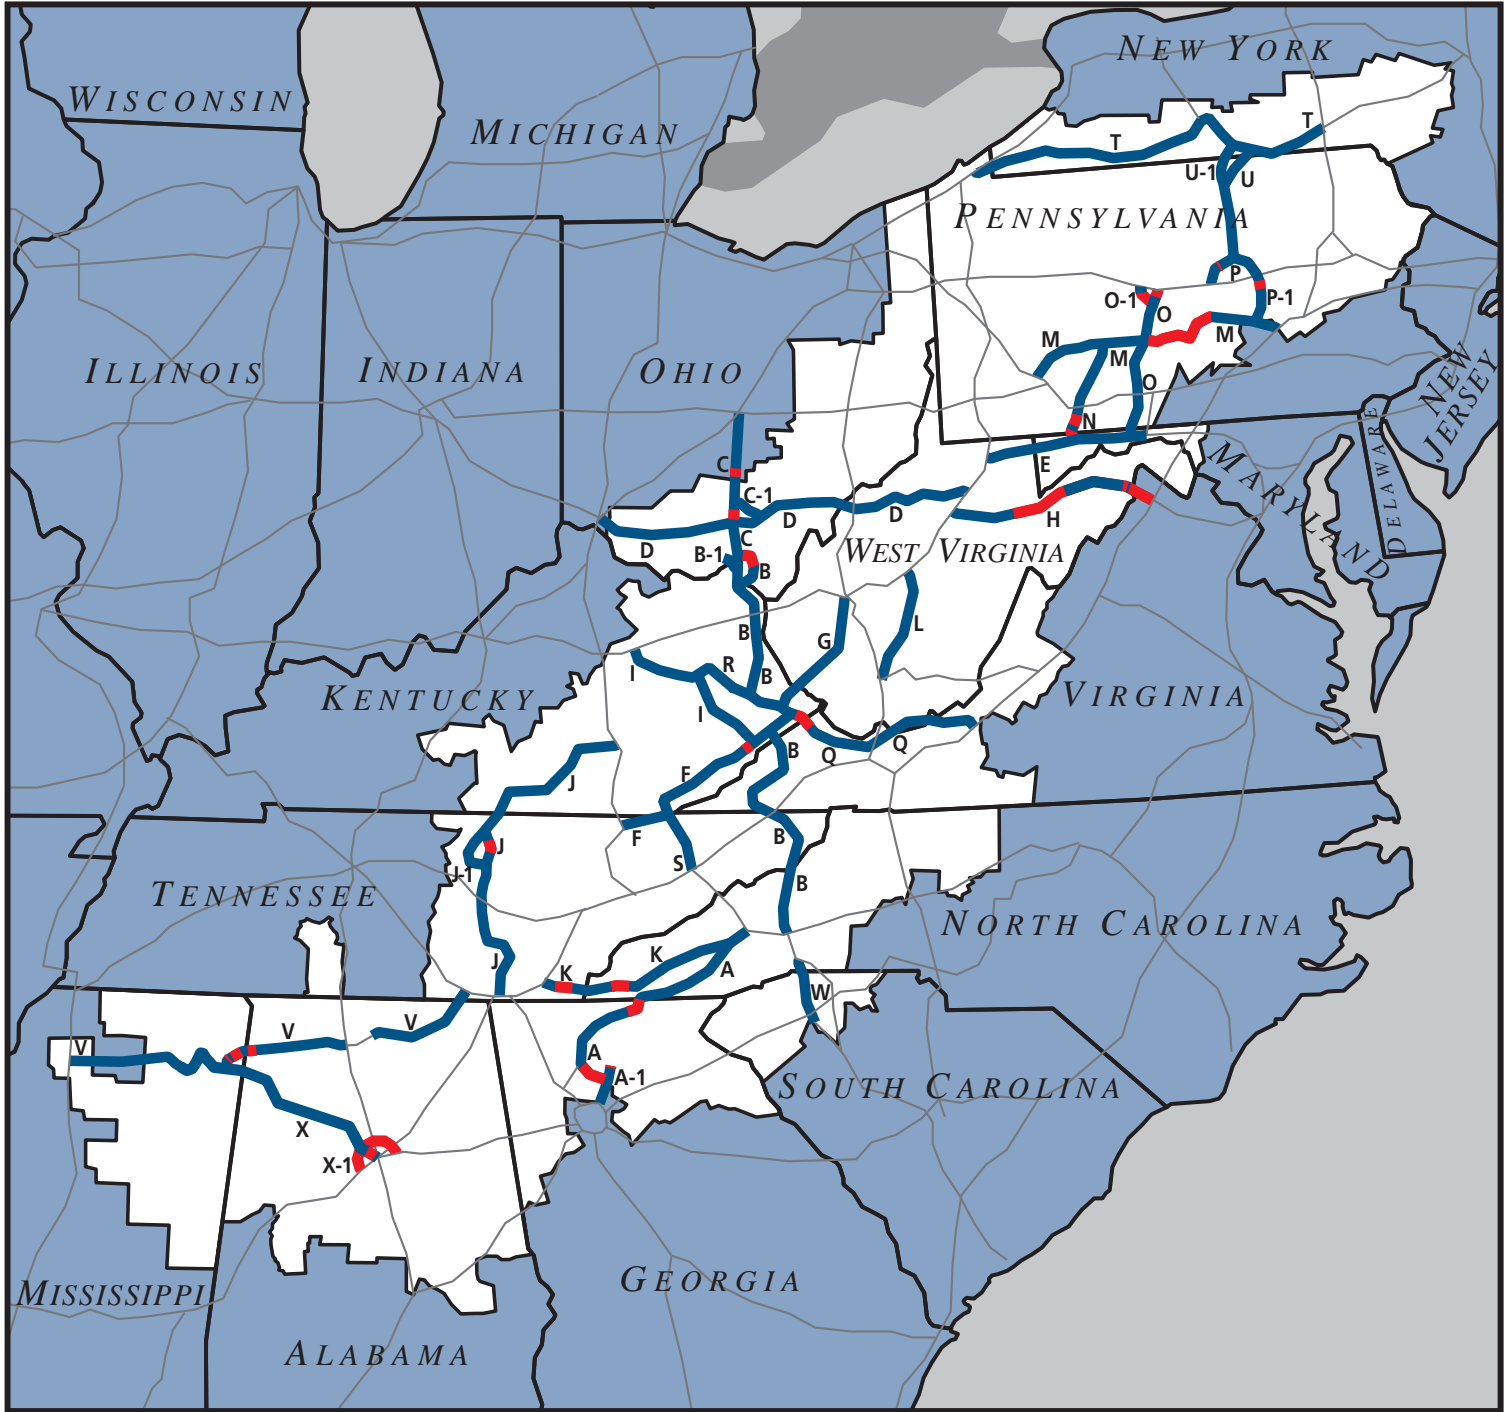 NEW YORK
WISCONSIN
MICHIGAN
T
T
U-1
U
PENNSYLVANIA
P
P-1
O-1
O
M
M
M
O
N
ILLINOIS
INDIANA
OHIO
NEW
JERSEY
DELAWARE
DELAWARE
MARYLAND
E
C
C-1
D
D
D
H
C
B-1
B
WEST VIRGINIA
B
G
L
I
R
B
I
KENTUCKY
VIRGINIA
B
Q
Q
F
J
F
B
S
J
J-1
B
TENNESSEE
NORTH CAROLINA
J
K
K
A
W
V
V
V
A
A-1
SOUTH CAROLINA
X
X-1
MISSISSIPPI
GEORGIA
ALABAMA